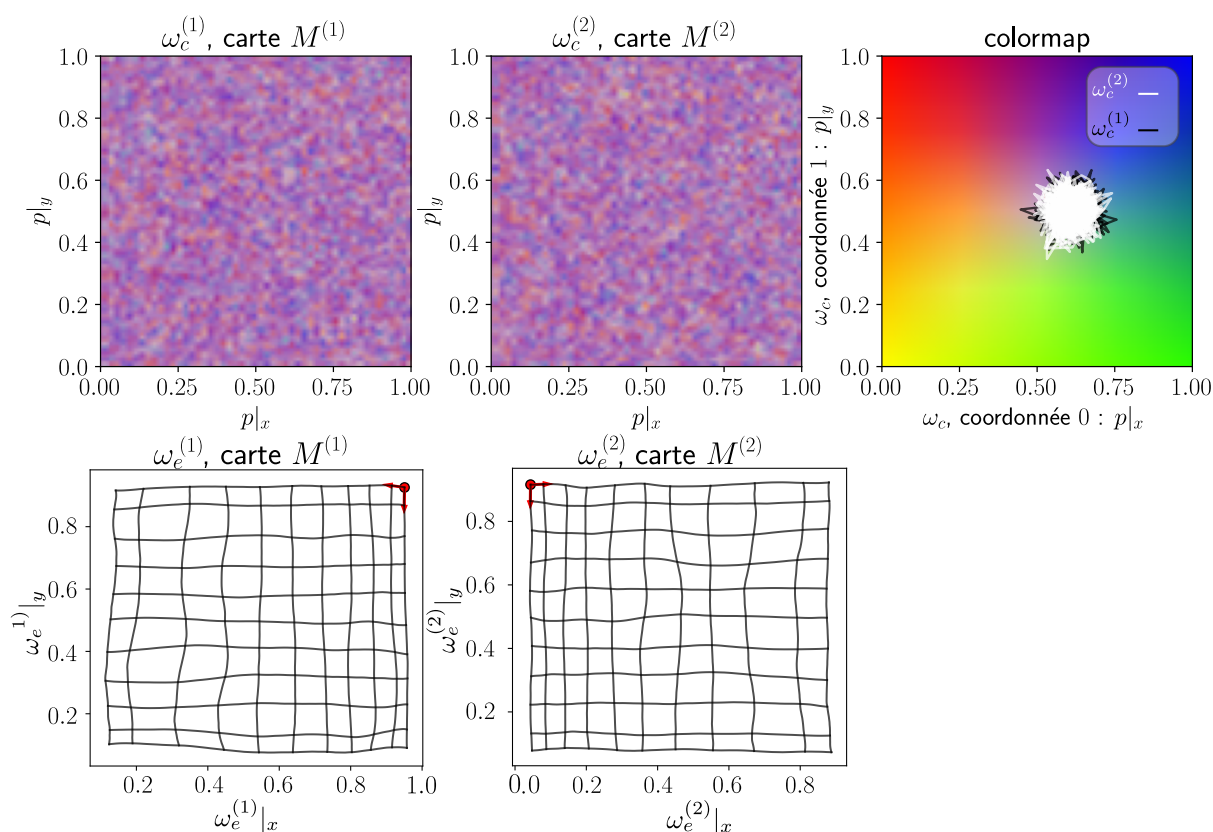 ω_c^{(1)}, carte M^{(1)}
1.0
0.8
0.6
0.4
0.2
0.0
p|_y
0.00 0.25 0.50 0.75 1.00
p|_x
ω_c^{(2)}, carte M^{(2)}
1.0
0.8
0.6
0.4
0.2
0.0
p|_y
0.00 0.25 0.50 0.75 1.00
p|_x
colormap
ω_c^{(2)}
ω_c^{(1)}
1.0
0.8
0.6
0.4
0.2
0.0
ω_c, coordonnée 1 : p|_y
0.00 0.25 0.50 0.75 1.00
ω_c, coordonnée 0 : p|_x
ω_e^{(1)}, carte M^{(1)}
0.8
0.6
0.4
0.2
ω_e^{1)}|_y
0.2 0.4 0.6 0.8 1.0
ω_e^{(1)}|_x
ω_e^{(2)}, carte M^{(2)}
0.8
0.6
0.4
0.2
ω_e^{(2)}|_y
0.0 0.2 0.4 0.6 0.8
ω_e^{(2)}|_x